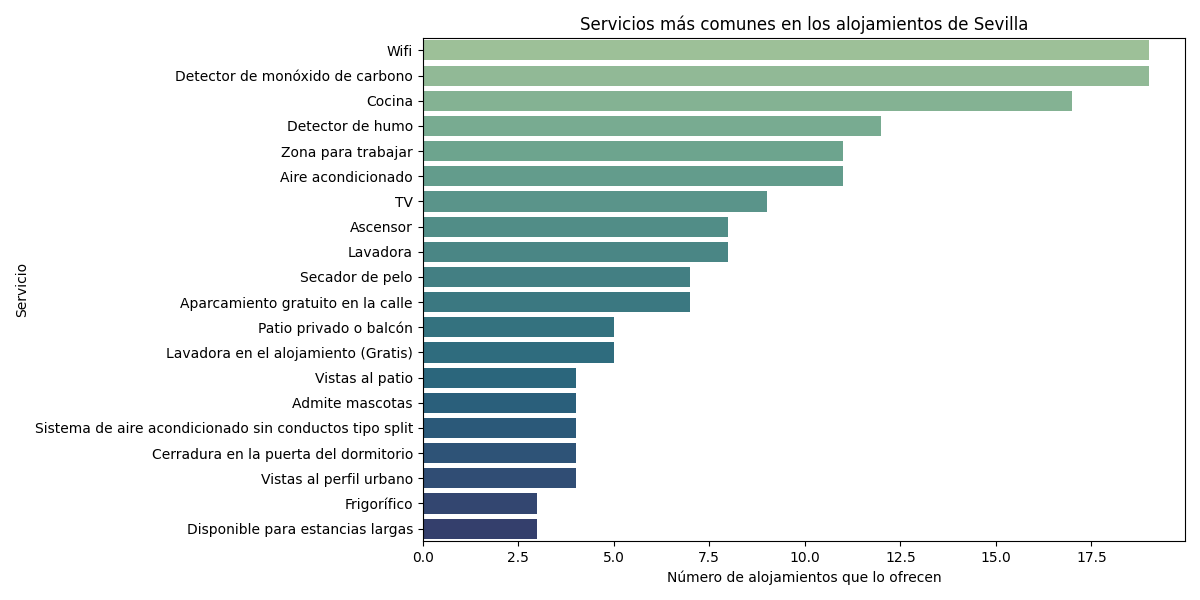 Servicios más comunes en los alojamientos de Sevilla
Servicio
Wifi
Detector de monóxido de carbono
Cocina
Detector de humo
Zona para trabajar
Aire acondicionado
TV
Ascensor
Lavadora
Secador de pelo
Aparcamiento gratuito en la calle
Patio privado o balcón
Lavadora en el alojamiento (Gratis)
Vistas al patio
Admite mascotas
Sistema de aire acondicionado sin conductos tipo split
Cerradura en la puerta del dormitorio
Vistas al perfil urbano
Frigorífico
Disponible para estancias largas
0.0 2.5 5.0 7.5 10.0 12.5 15.0 17.5
Número de alojamientos que lo ofrecen